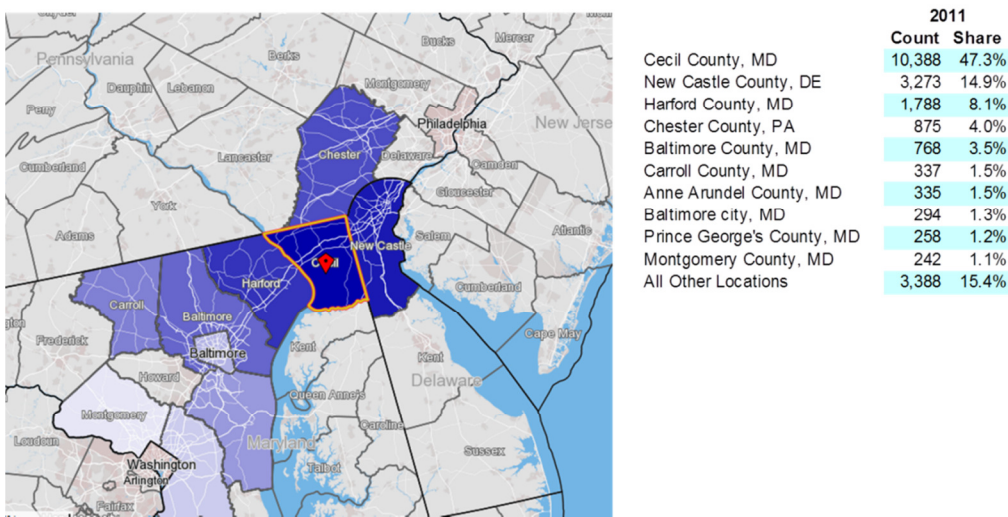 Pennsylvania
Berks
Bucks
Mercer
Dauphin
Lebanon
Montgomery
Perry
Philadelphia
New Jerse
Lancaster
Chester
Delaware
Camden
Cumberland
Gloucester
York
Adams
New Castle
Salem
Atlantic
Harford
Cumberland
Carroll
Baltimore
Cape May
Frederick
Baltimore
Kent
Kent
Howard
Delaware
Queen Anne's
Montgomery
Caroline
Loudoun
Maryland
Sussex
Washington
Talbot
Arlington
Fairfax
2011
Count Share
Cecil County, MD 10,388 47.3%
New Castle County, DE 3,273 14.9%
Harford County, MD 1,788 8.1%
Chester County, PA 875 4.0%
Baltimore County, MD 768 3.5%
Carroll County, MD 337 1.5%
Anne Arundel County, MD 335 1.5%
Baltimore city, MD 294 1.3%
Prince George's County, MD 258 1.2%
Montgomery County, MD 242 1.1%
All Other Locations 3,388 15.4%